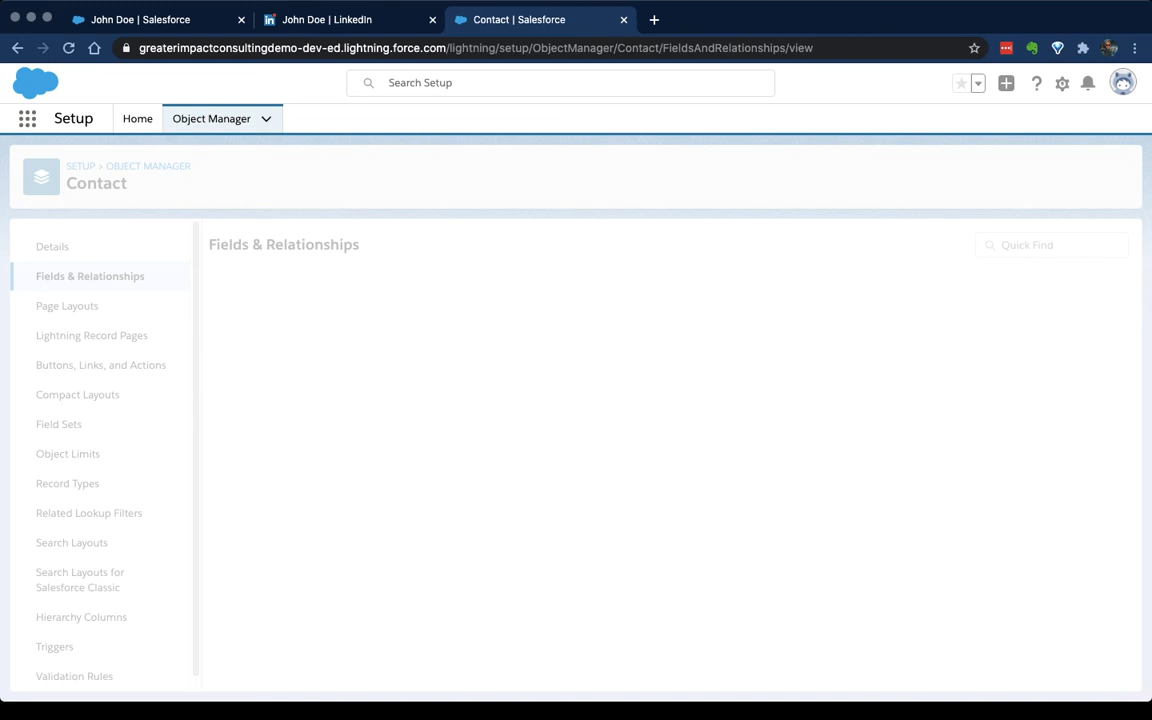 John Doe | Salesforce
John Doe | LinkedIn
Contact | Salesforce
greaterimpactconsultingdemo-dev-ed.lightning.force.com/lightning/setup/ObjectManager/Contact/FieldsAndRelationships/view
Search Setup
Setup
Home
Object Manager
SETUP > OBJECT MANAGER
Contact
Details
Fields & Relationships
Page Layouts
Lightning Record Pages
Buttons, Links, and Actions
Compact Layouts
Field Sets
Object Limits
Record Types
Related Lookup Filters
Search Layouts
Search Layouts for
Salesforce Classic
Hierarchy Columns
Triggers
Validation Rules
Fields & Relationships
Quick Find